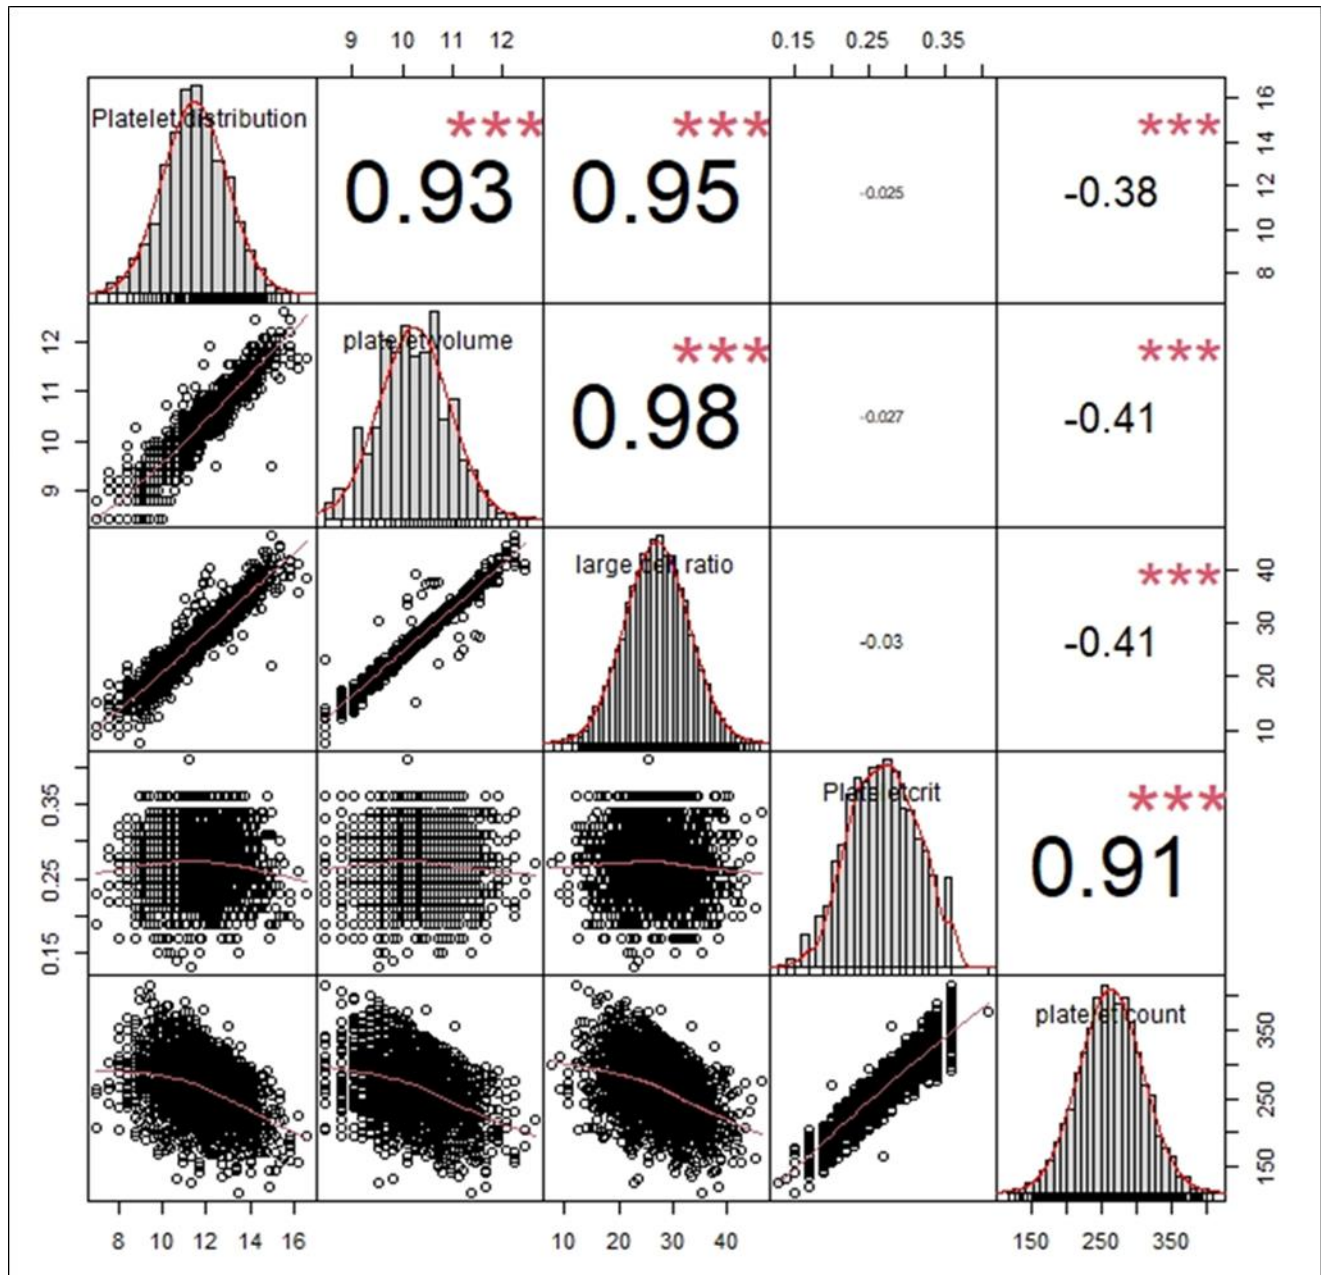 9 10 11 12 0.15 0.25 0.35
Platelet distribution *** 0.93 *** 0.95 -0.025 *** -0.38 16 14 12 10 8
12 11 10 9 platelet volume *** 0.98 -0.027 *** -0.41
large cell ratio -0.03 *** -0.41 40 30 20 10
0.35 0.25 0.15 Plateletcrit *** 0.91
platelet count 350 250 150
8 10 12 14 16 10 20 30 40 150 250 350